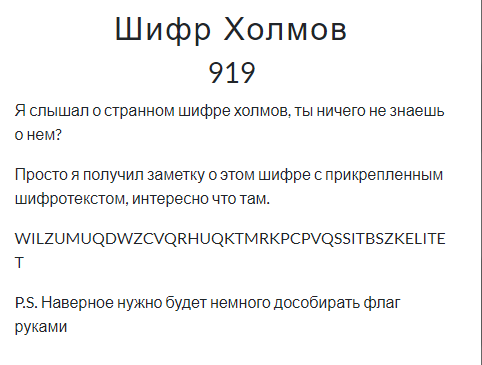 Шифр Холмов
919
Я слышал о странном шифре холмов, ты ничего не знаешь
о нем?
Просто я получил заметку о этом шифре с прикрепленным
шифротекстом, интересно что там.
WILZUMUQDWZCVQRHUQKTMRKPCPVQSSITBSZKELITE
T
P.S. Наверное нужно будет немного дособирать флаг
руками